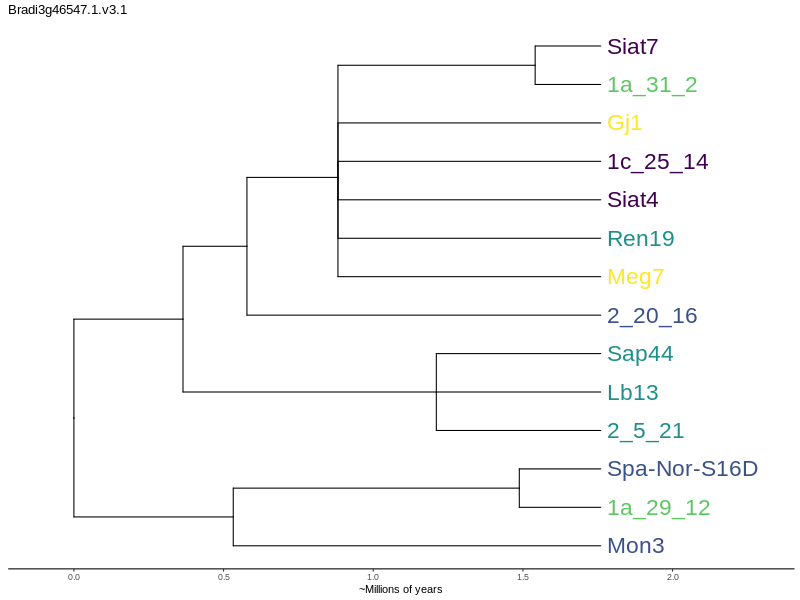 Bradi3g46547.1.v3.1
Siat7
1a_31_2
Gj1
1c_25_14
Siat4
Ren19
Meg7
2_20_16
Sap44
Lb13
2_5_21
Spa-Nor-S16D
1a_29_12
Mon3
0.0 0.5 1.0 1.5 2.0
~Millions of years